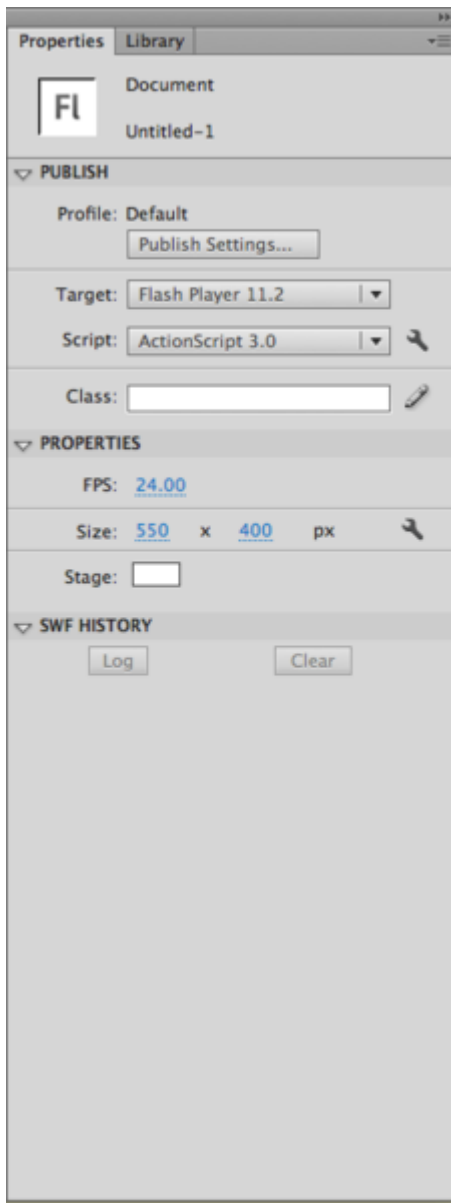 Properties Library
Fl
Document
Untitled-1
PUBLISH
Profile: Default
Publish Settings...
Target: Flash Player 11.2
Script: ActionScript 3.0
Class:
PROPERTIES
FPS: 24.00
Size: 550 x 400 px
Stage:
SWF HISTORY
Log Clear